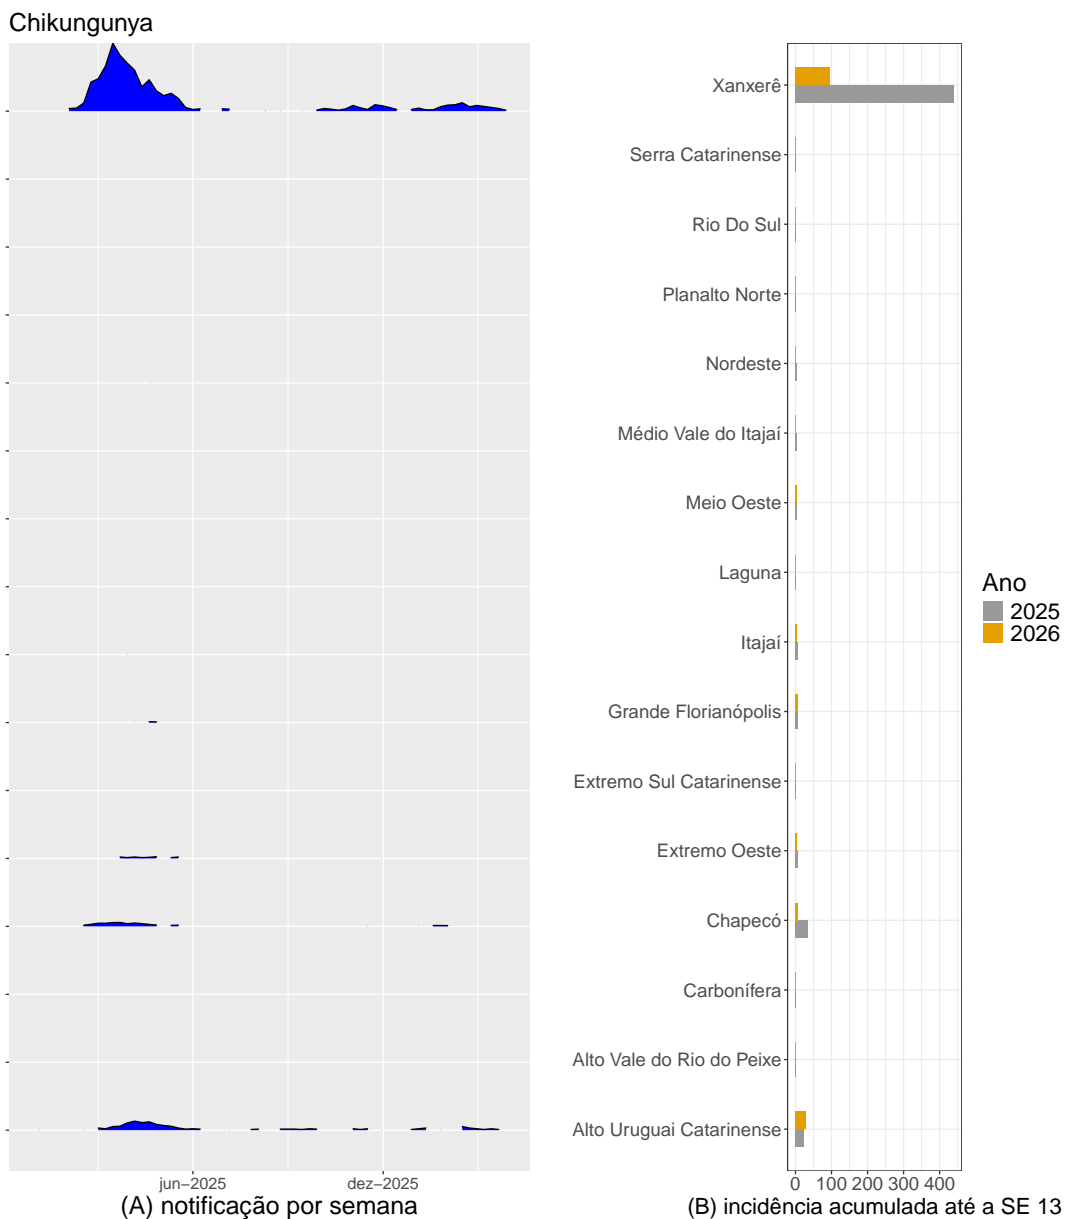 Chikungunya
Xanxerê
Serra Catarinense
Rio Do Sul
Planalto Norte
Nordeste
Médio Vale do Itajaí
Meio Oeste
Laguna
Itajaí
Grande Florianópolis
Extremo Sul Catarinense
Extremo Oeste
Chapecó
Carbonífera
Alto Vale do Rio do Peixe
Alto Uruguai Catarinense
Ano
2025
2026
jun−2025 dez−2025
(A) notificação por semana
0 100 200 300 400
(B) incidência acumulada até a SE 13